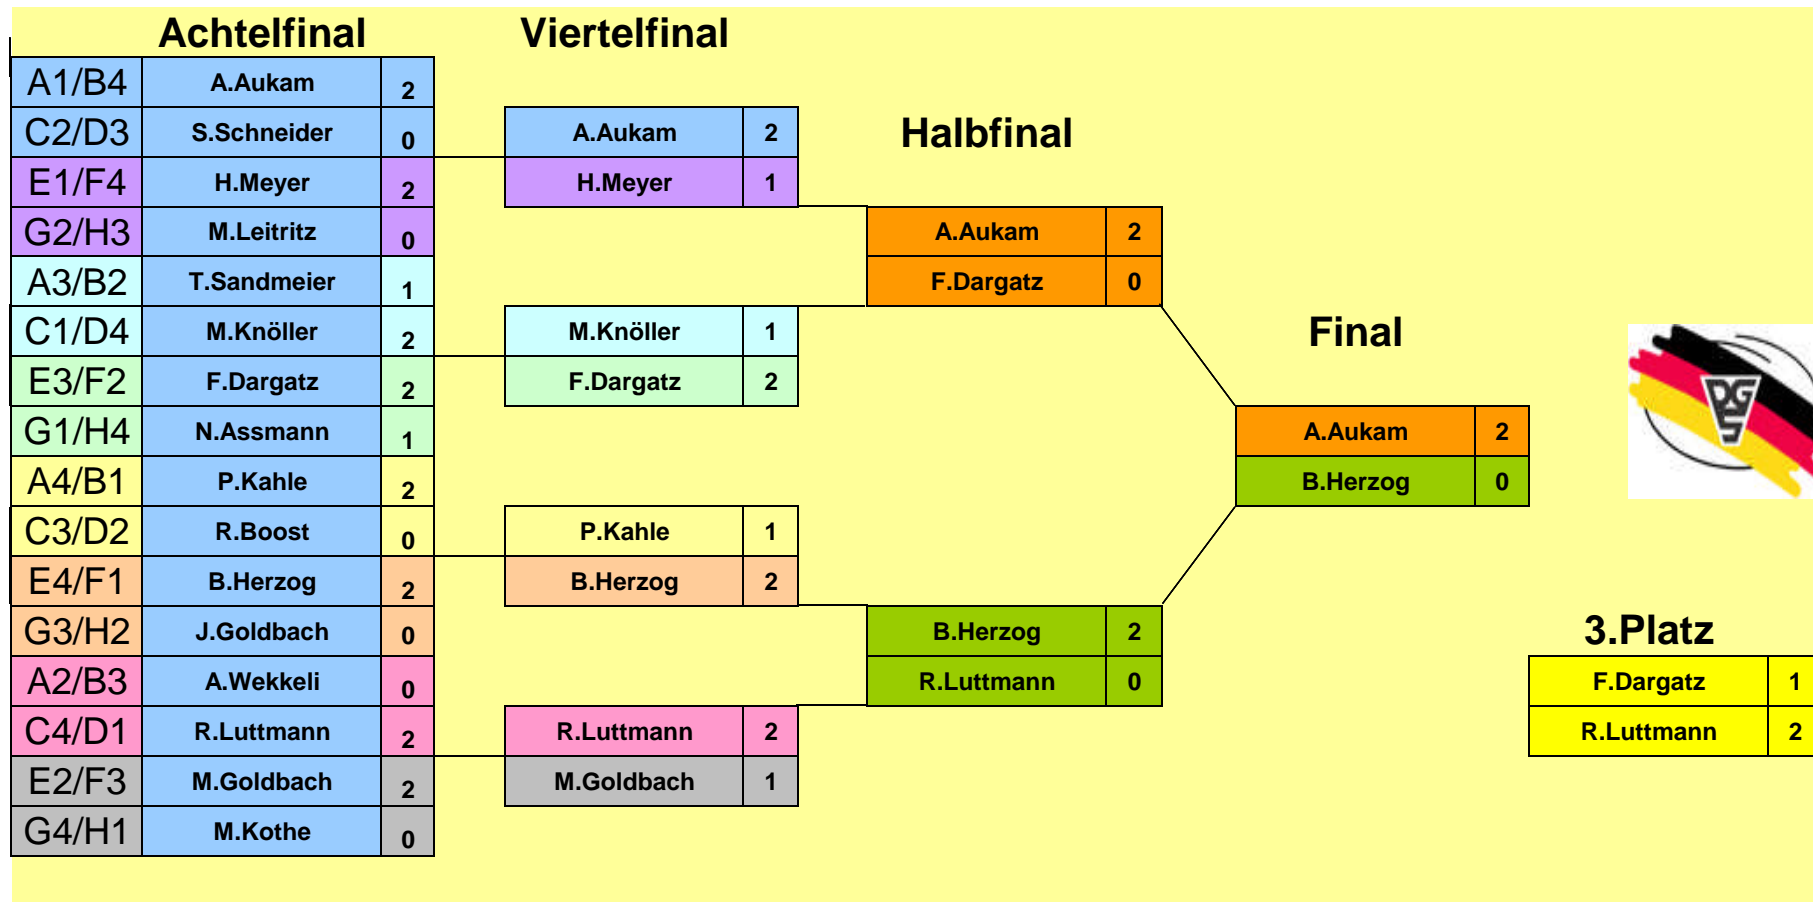 Achtelfinal Viertelfinal
A1/B4 A.Aukam 2
C2/D3 S.Schneider 0 A.Aukam 2 Halbfinal
E1/F4 H.Meyer 2 H.Meyer 1
G2/H3 M.Leitritz 0 A.Aukam 2
A3/B2 T.Sandmeier 1 F.Dargatz 0
C1/D4 M.Knöller 2 M.Knöller 1 Final
E3/F2 F.Dargatz 2 F.Dargatz 2 DGS
G1/H4 N.Assmann 1 A.Aukam 2
A4/B1 P.Kahle 2 B.Herzog 0
C3/D2 R.Boost 0 P.Kahle 1
E4/F1 B.Herzog 2 B.Herzog 2
G3/H2 J.Goldbach 0 B.Herzog 2 3.Platz
A2/B3 A.Wekkeli 0 R.Luttmann 0 F.Dargatz 1
C4/D1 R.Luttmann 2 R.Luttmann 2 R.Luttmann 2
E2/F3 M.Goldbach 2 M.Goldbach 1
G4/H1 M.Kothe 0